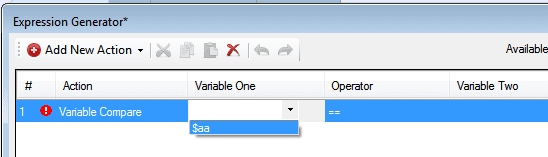 Expression Generator*
Add New Action Available
# Action Variable One Operator Variable Two
1 Variable Compare ==
$aa